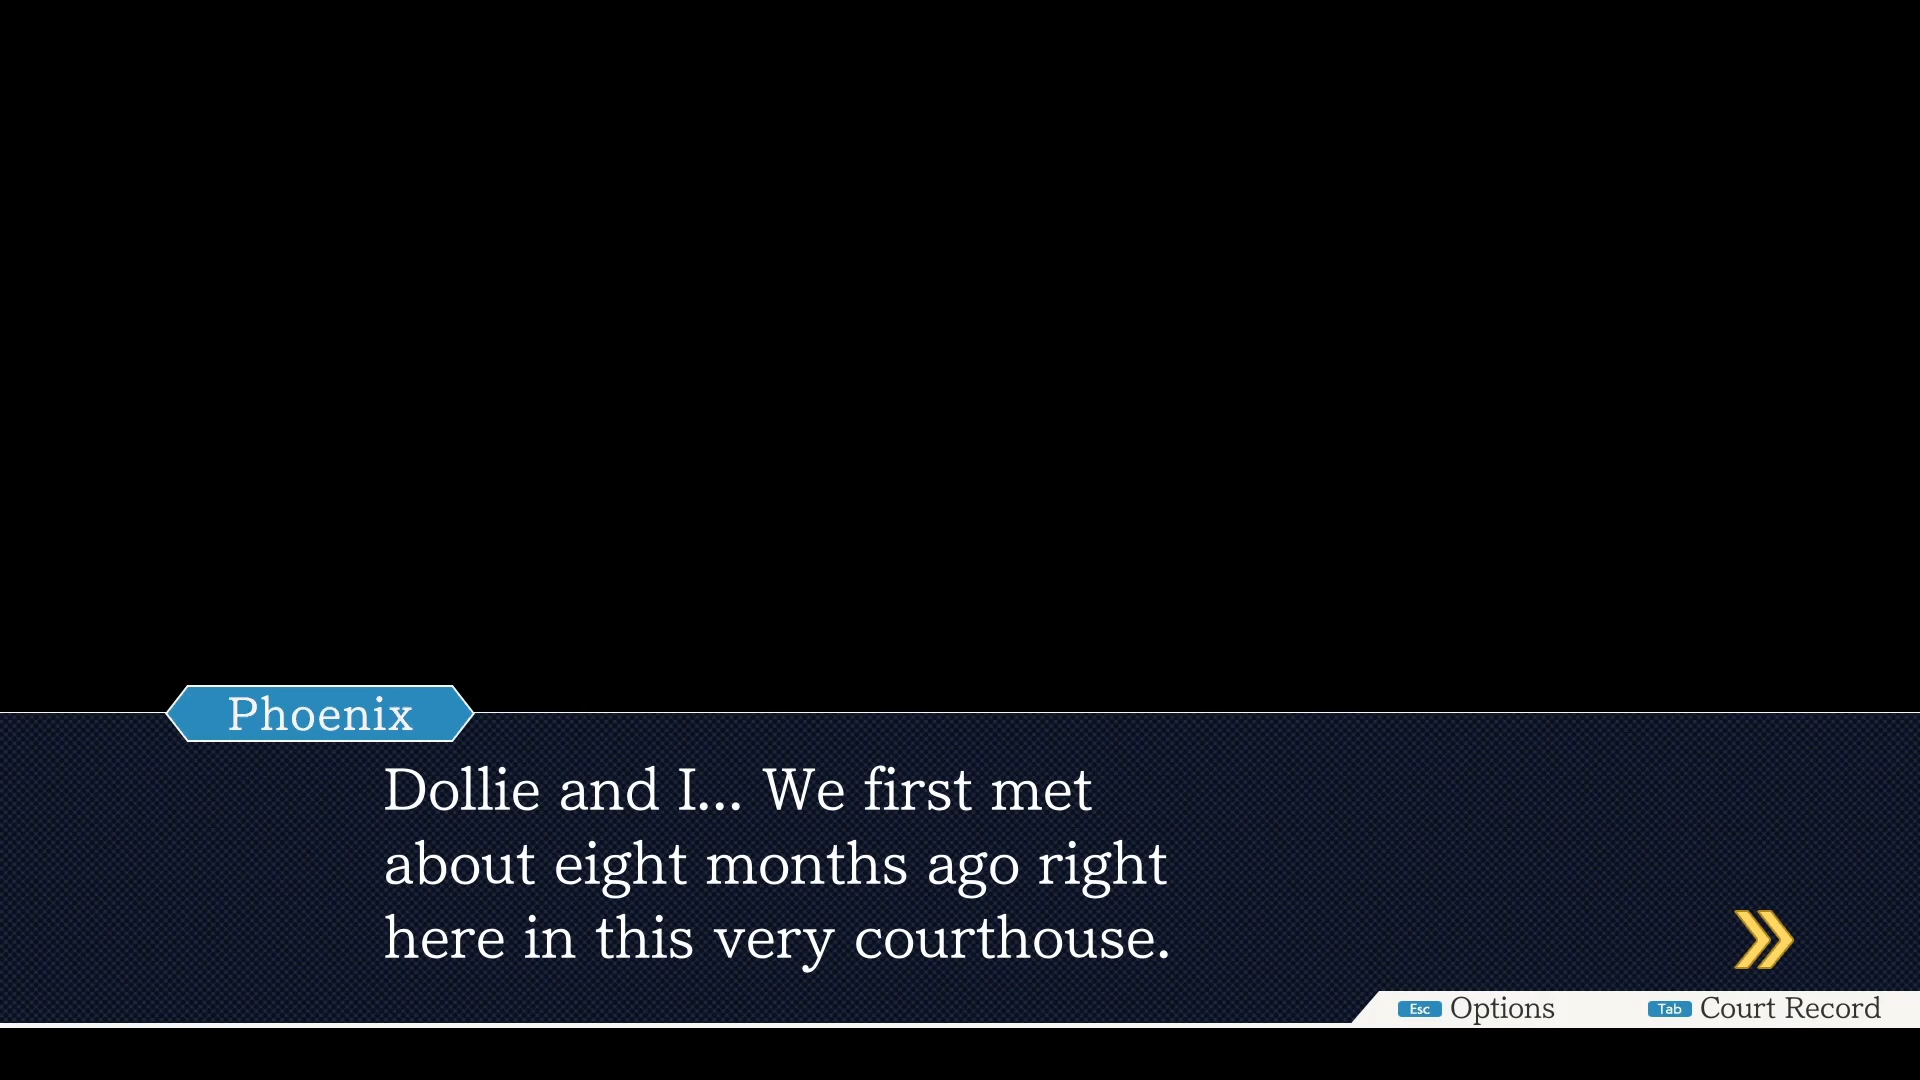 Phoenix
Dollie and I... We first met
about eight months ago right
here in this very courthouse.
Esc Options Tab Court Record